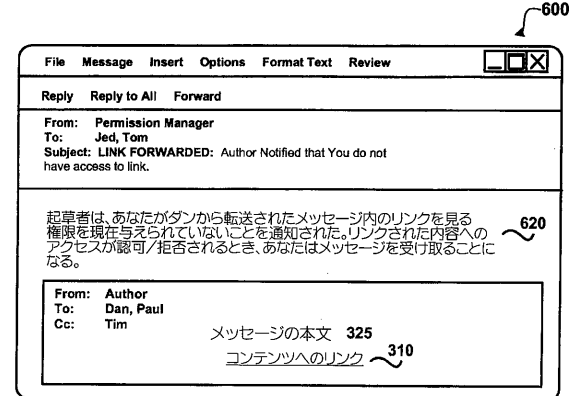 600
File Message Insert Options Format Text Review
Reply Reply to All Forward
From: Permission Manager
To: Jed, Tom
Subject: LINK FORWARDED: Author Notified that You do not
have access to link.
起草者は、あなたがダンから転送されたメッセージ内のリンクを見る
権限を現在与えられていないことを通知された。リンクされた内容への
アクセスが認可/拒否されるとき、あなたはメッセージを受け取ることに
なる。
620
From: Author
To: Dan, Paul
Cc: Tim
メッセージの本文 325
コンテンツへのリンク 310